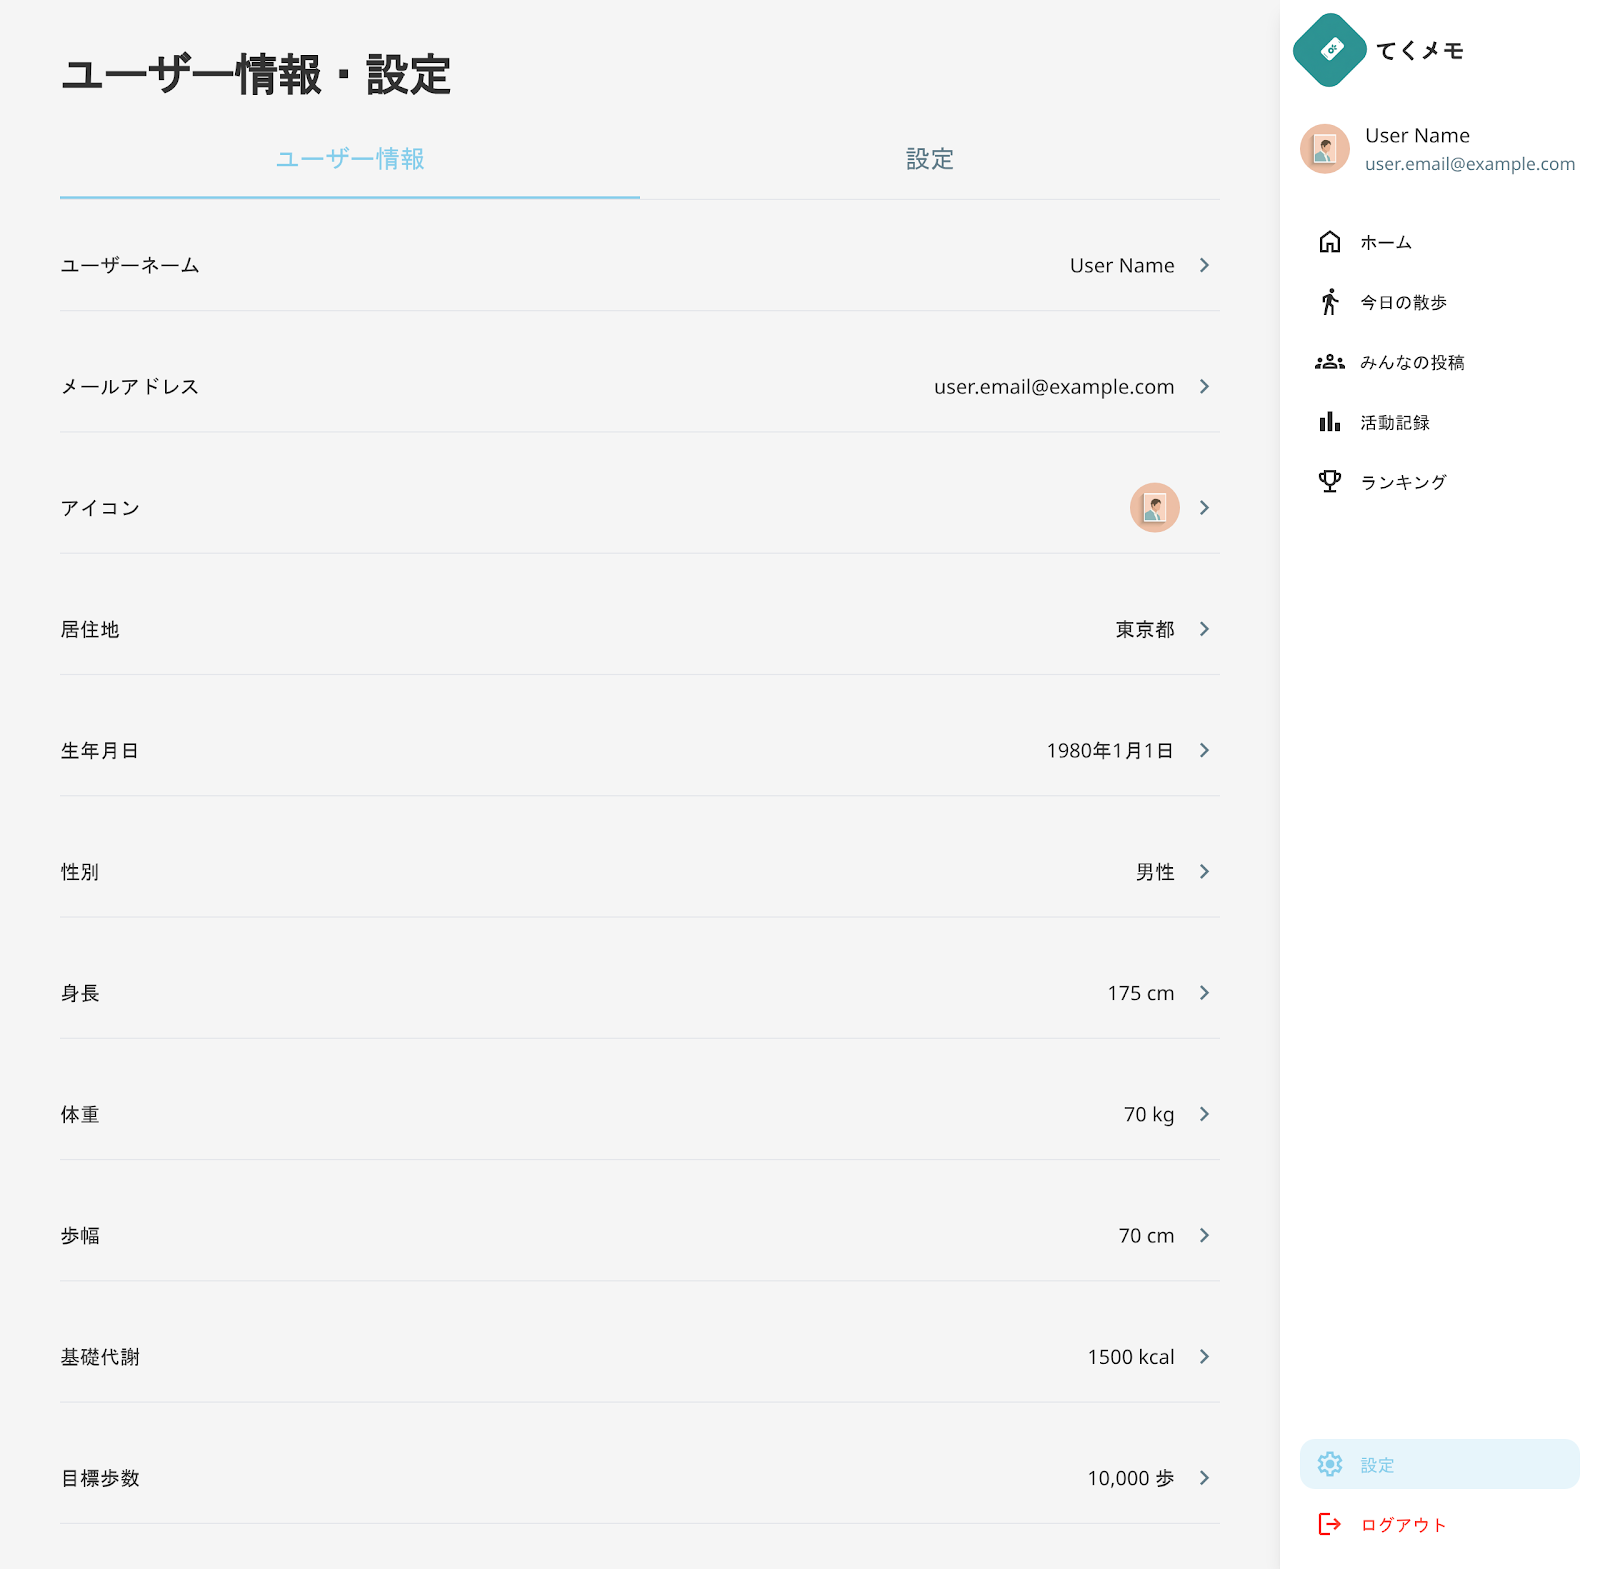 ユーザー情報・設定
ユーザー情報
設定
ユーザーネーム
User Name
メールアドレス
user.email@example.com
アイコン
居住地
東京都
生年月日
1980年1月1日
性別
男性
身長
175 cm
体重
70 kg
歩幅
70 cm
基礎代謝
1500 kcal
目標歩数
10,000 歩
てくメモ
User Name
user.email@example.com
ホーム
今日の散歩
みんなの投稿
活動記録
ランキング
設定
ログアウト